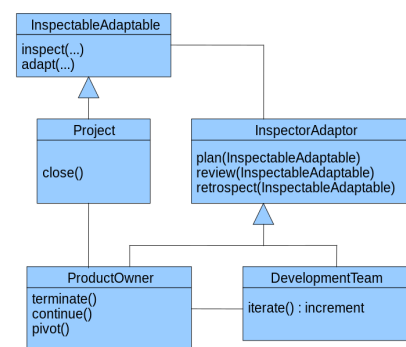 InspectableAdaptable
inspect(...)
adapt(...)
Project
close()
InspectorAdaptor
plan(InspectableAdaptable)
review(InspectableAdaptable)
retrospect(InspectableAdaptable)
ProductOwner
terminate()
continue()
pivot()
DevelopmentTeam
iterate() : increment